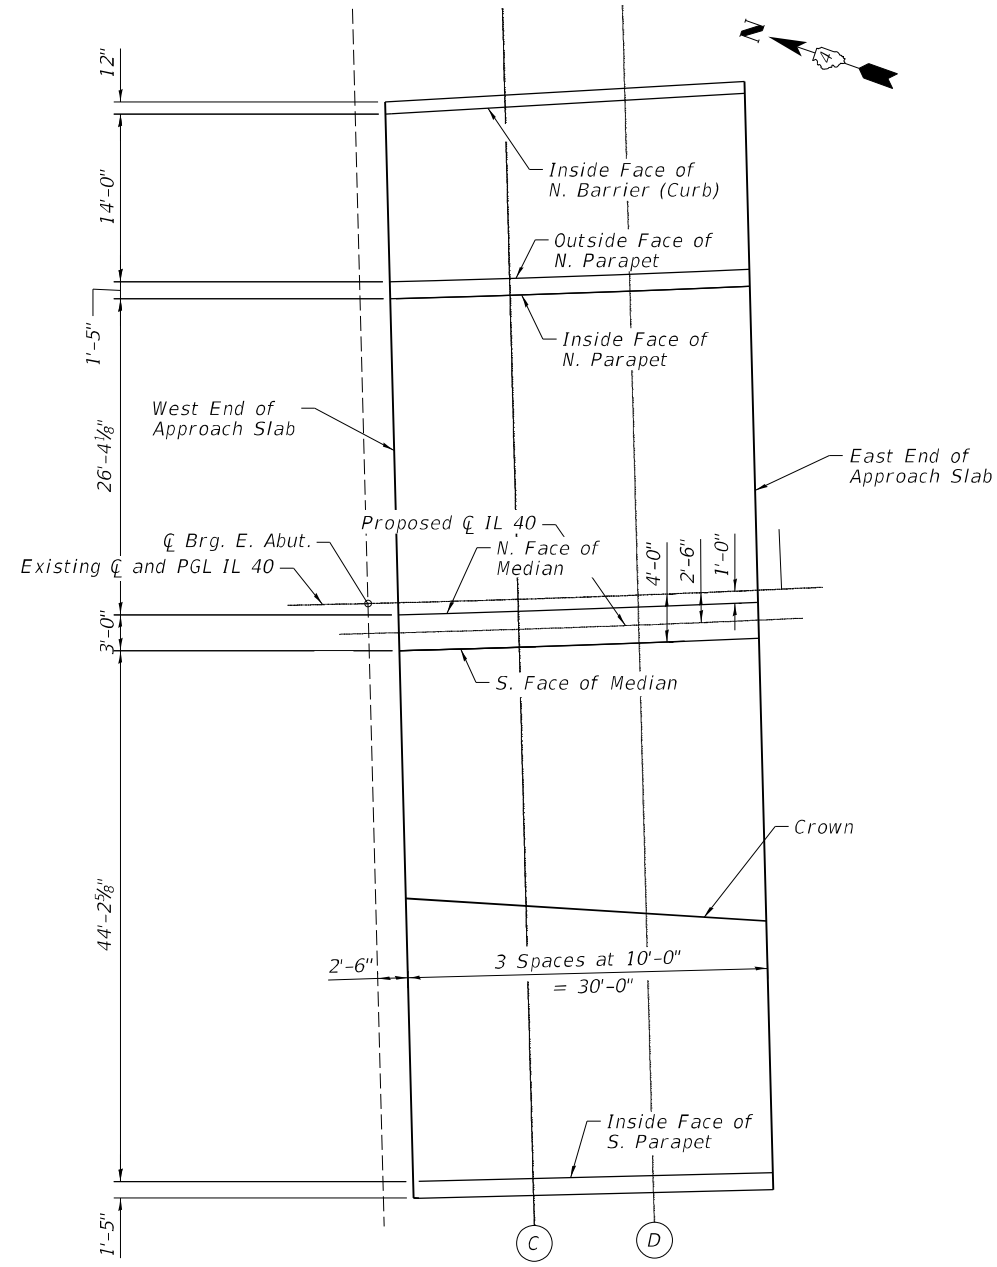 12"
N
4
14'-0"
Inside Face of
N. Barrier (Curb)
Outside Face of
N. Parapet
1'-5"
Inside Face of
N. Parapet
26'-4⅛"
West End of
Approach Slab
East End of
Approach Slab
Proposed ℄ IL 40
℄ Brg. E. Abut.
N. Face of
Median
4'-0"
2'-6"
1'-0"
Existing ℄ and PGL IL 40
3'-0"
S. Face of Median
Crown
44'-2⅝"
2'-6"
3 Spaces at 10'-0"
= 30'-0"
Inside Face of
S. Parapet
1'-5"
C
D